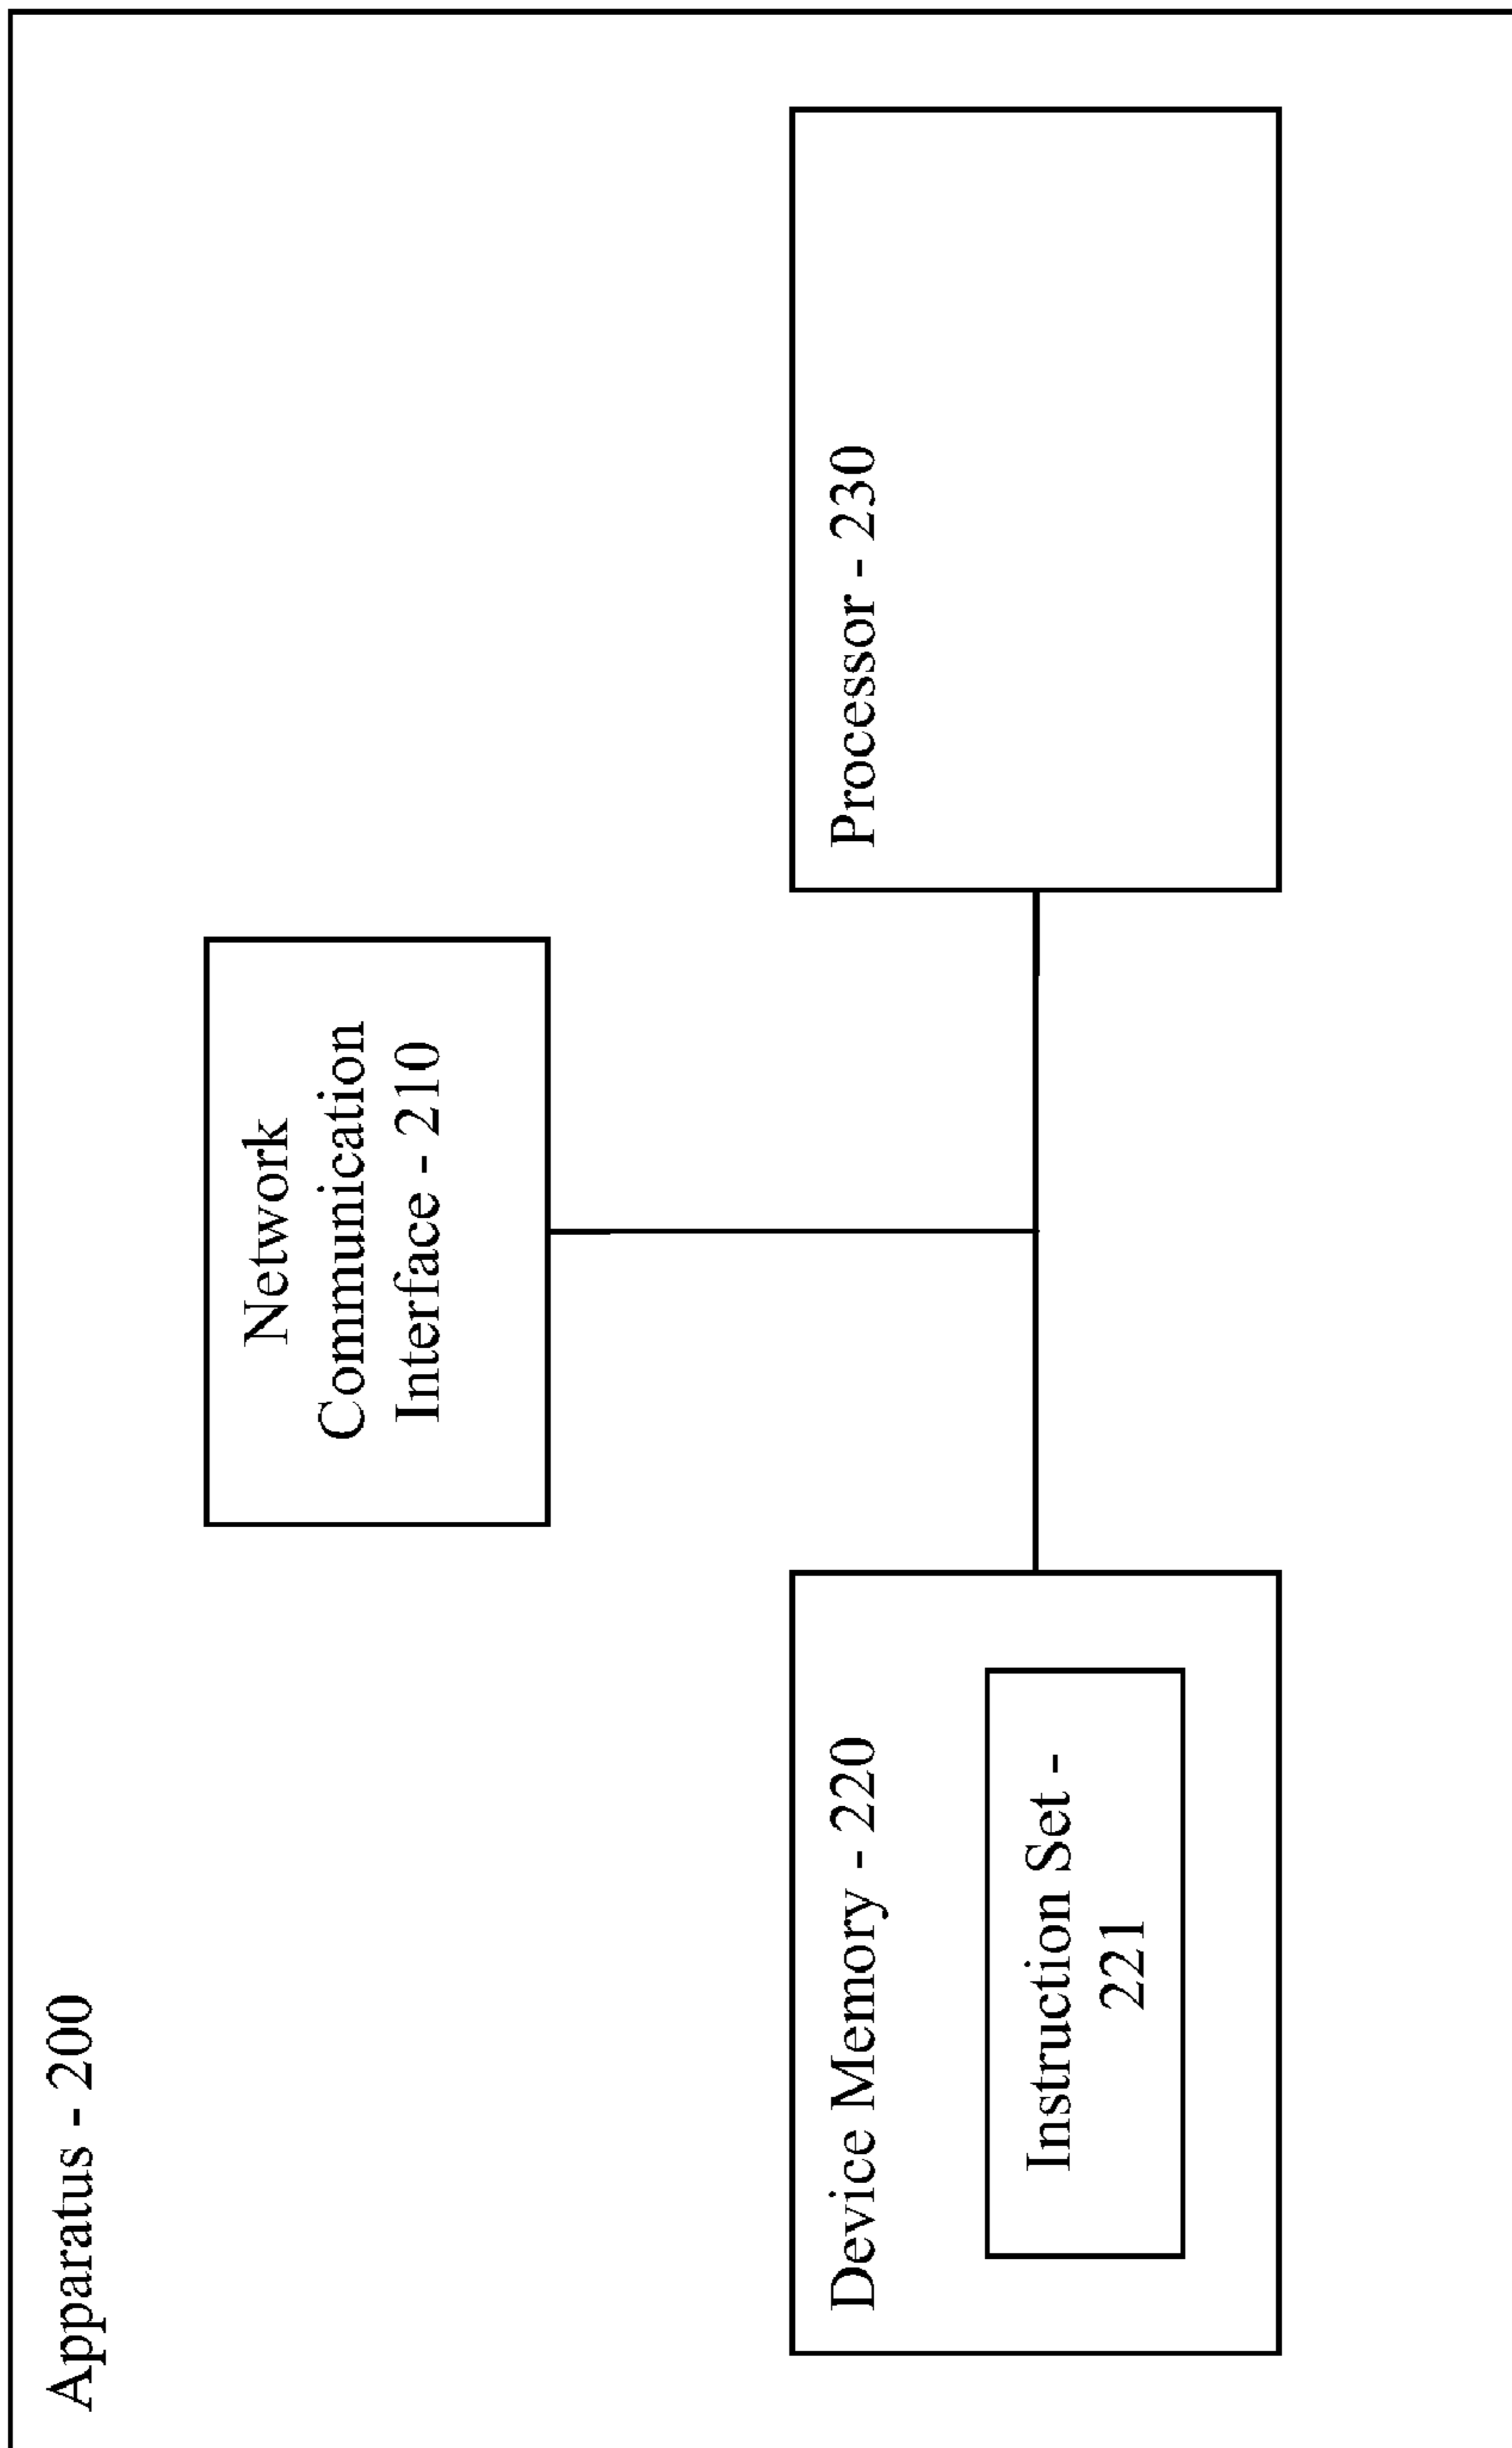 Apparatus - 200
Network
Communication
Interface - 210
Device Memory - 220
Instruction Set -
221
Processor - 230